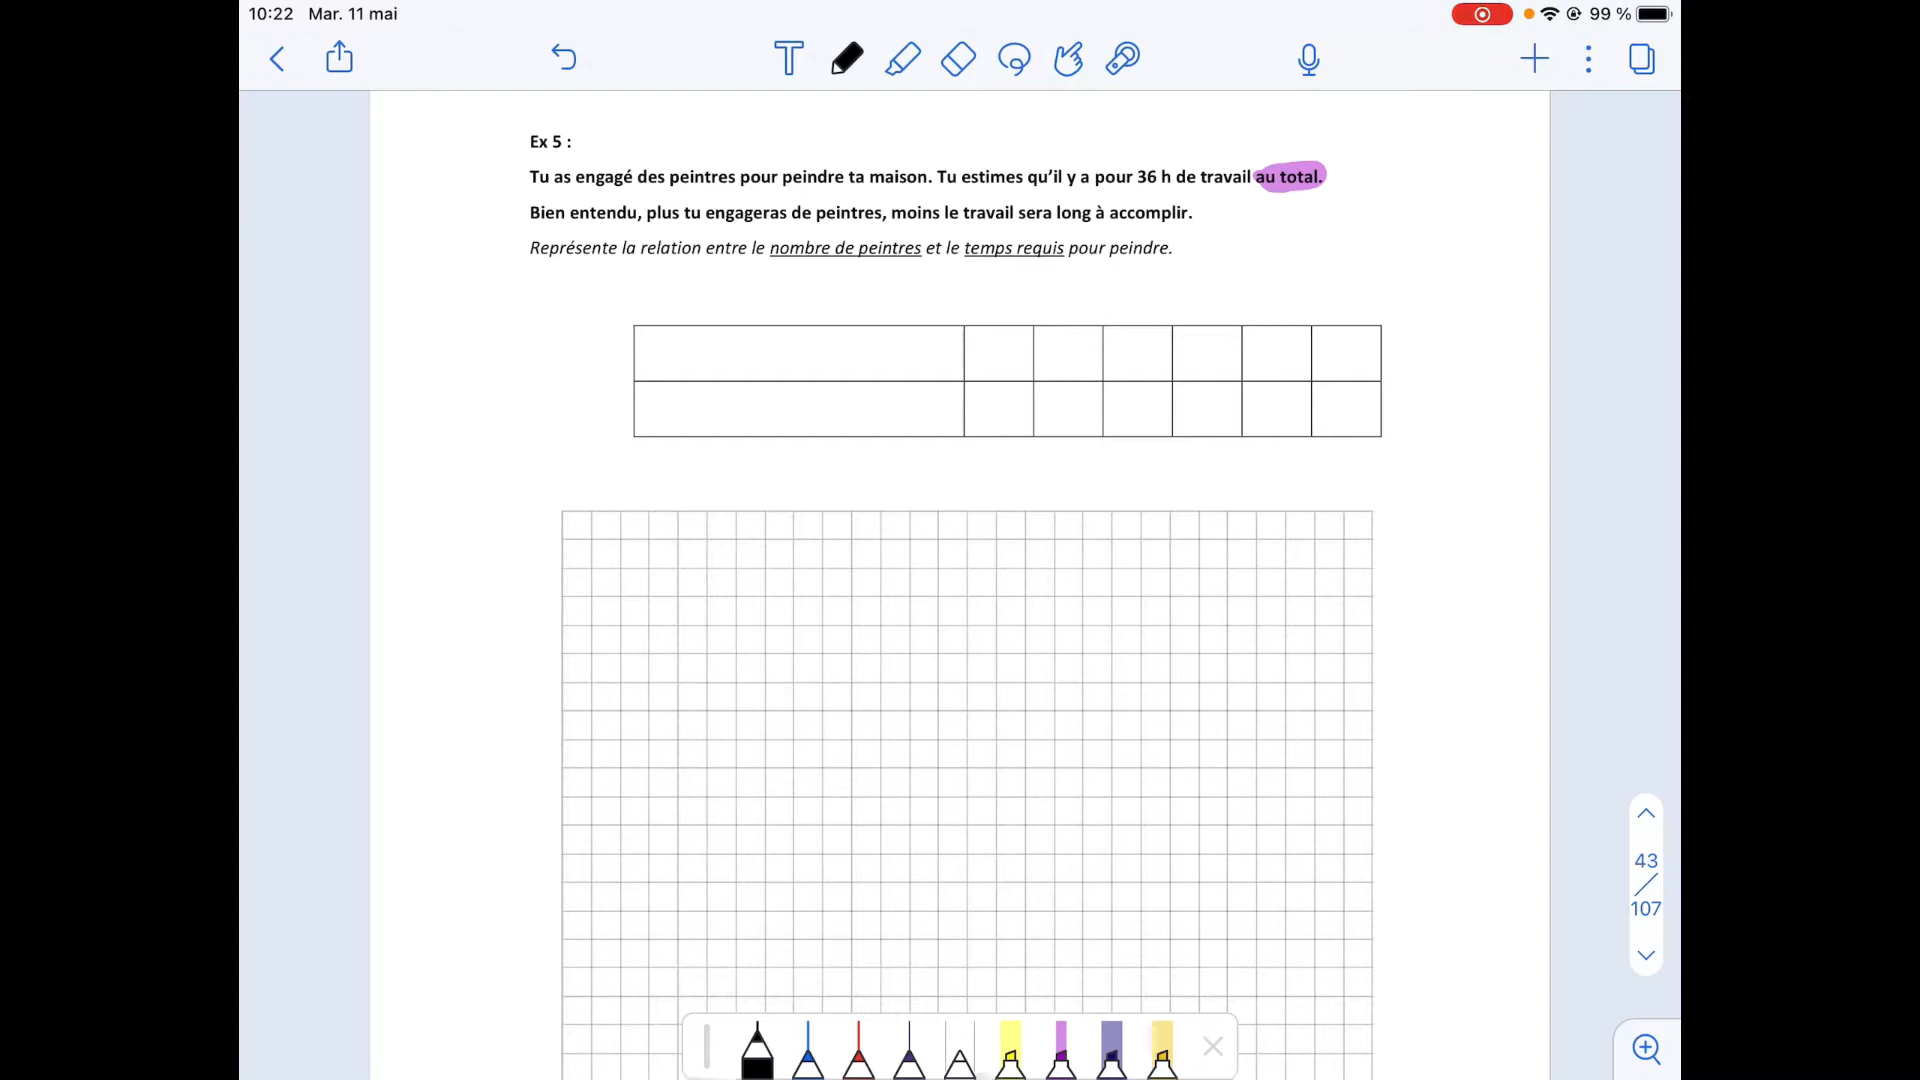 10:22 Mar. 11 mai 99 %
Ex 5 :
Tu as engagé des peintres pour peindre ta maison. Tu estimes qu’il y a pour 36 h de travail au total.
Bien entendu, plus tu engageras de peintres, moins le travail sera long à accomplir.
Représente la relation entre le nombre de peintres et le temps requis pour peindre.
43
107